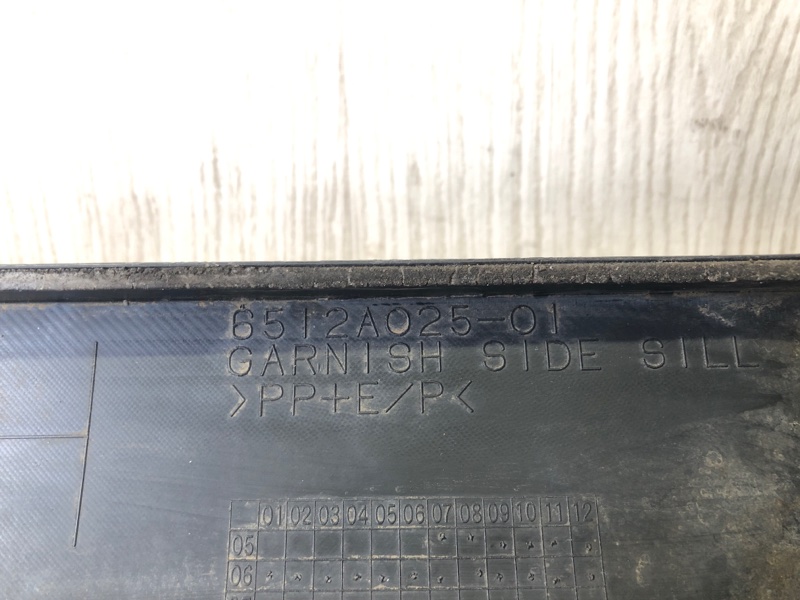 6512A025-01
GARNISH SIDE SILL
>PP+E/P<
01 02 03 04 05 06 07 08 09 10 11 12
05
06